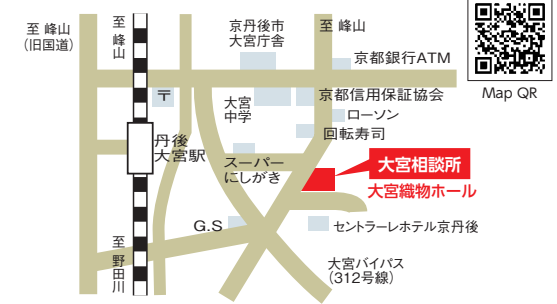 至 峰山
(旧国道)
至
峰
山
京丹後市
大宮庁舎
至 峰山
京都銀行ATM
Map QR
〒
大宮
中学
京都信用保証協会
ローソン
回転寿司
丹後
大宮駅
スーパー
にしがき
大宮相談所
大宮織物ホール
G.S
セントラーレホテル京丹後
至
野
田
川
大宮バイパス
(312号線)